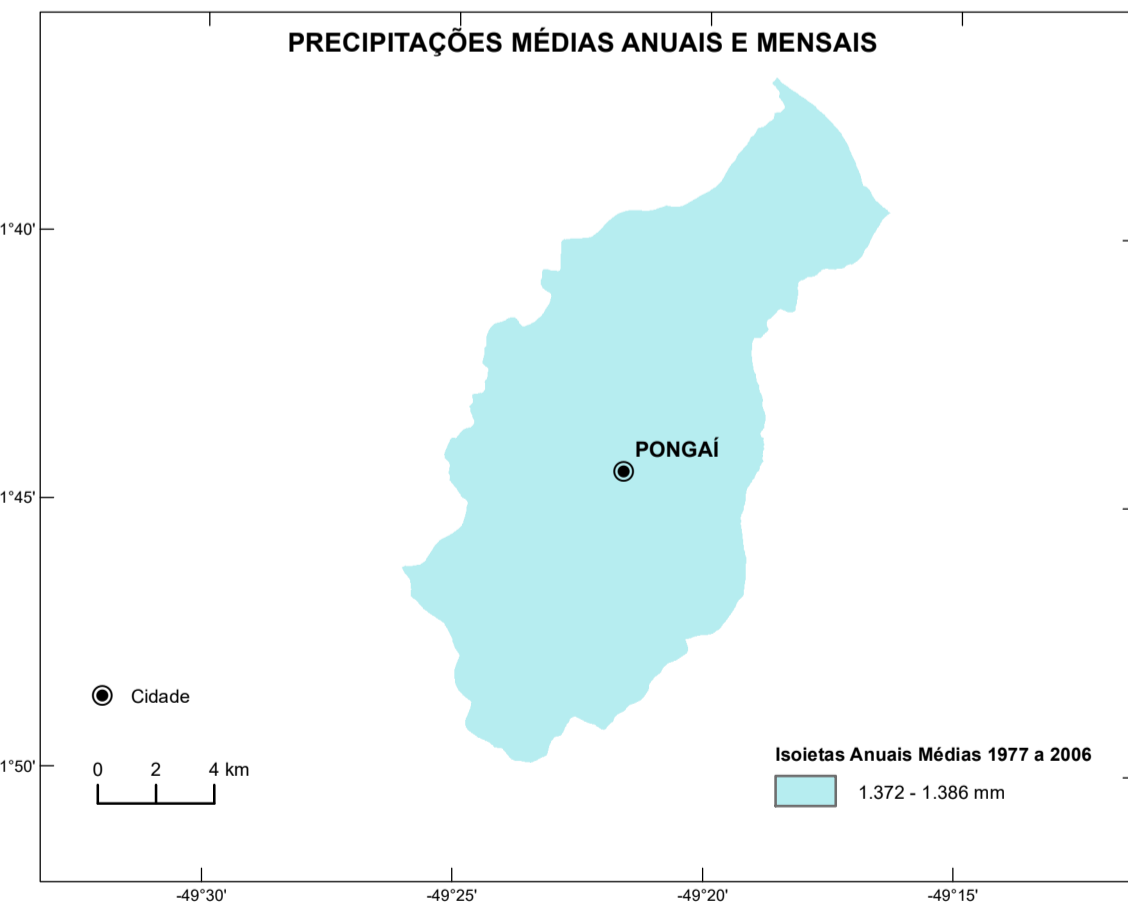 PRECIPITAÇÕES MÉDIAS ANUAIS E MENSAIS
1°40'
PONGAÍ
1°45'
Cidade
Isoietas Anuais Médias 1977 a 2006
1°50'
0 2 4 km
1.372 - 1.386 mm
-49°30' -49°25' -49°20' -49°15'